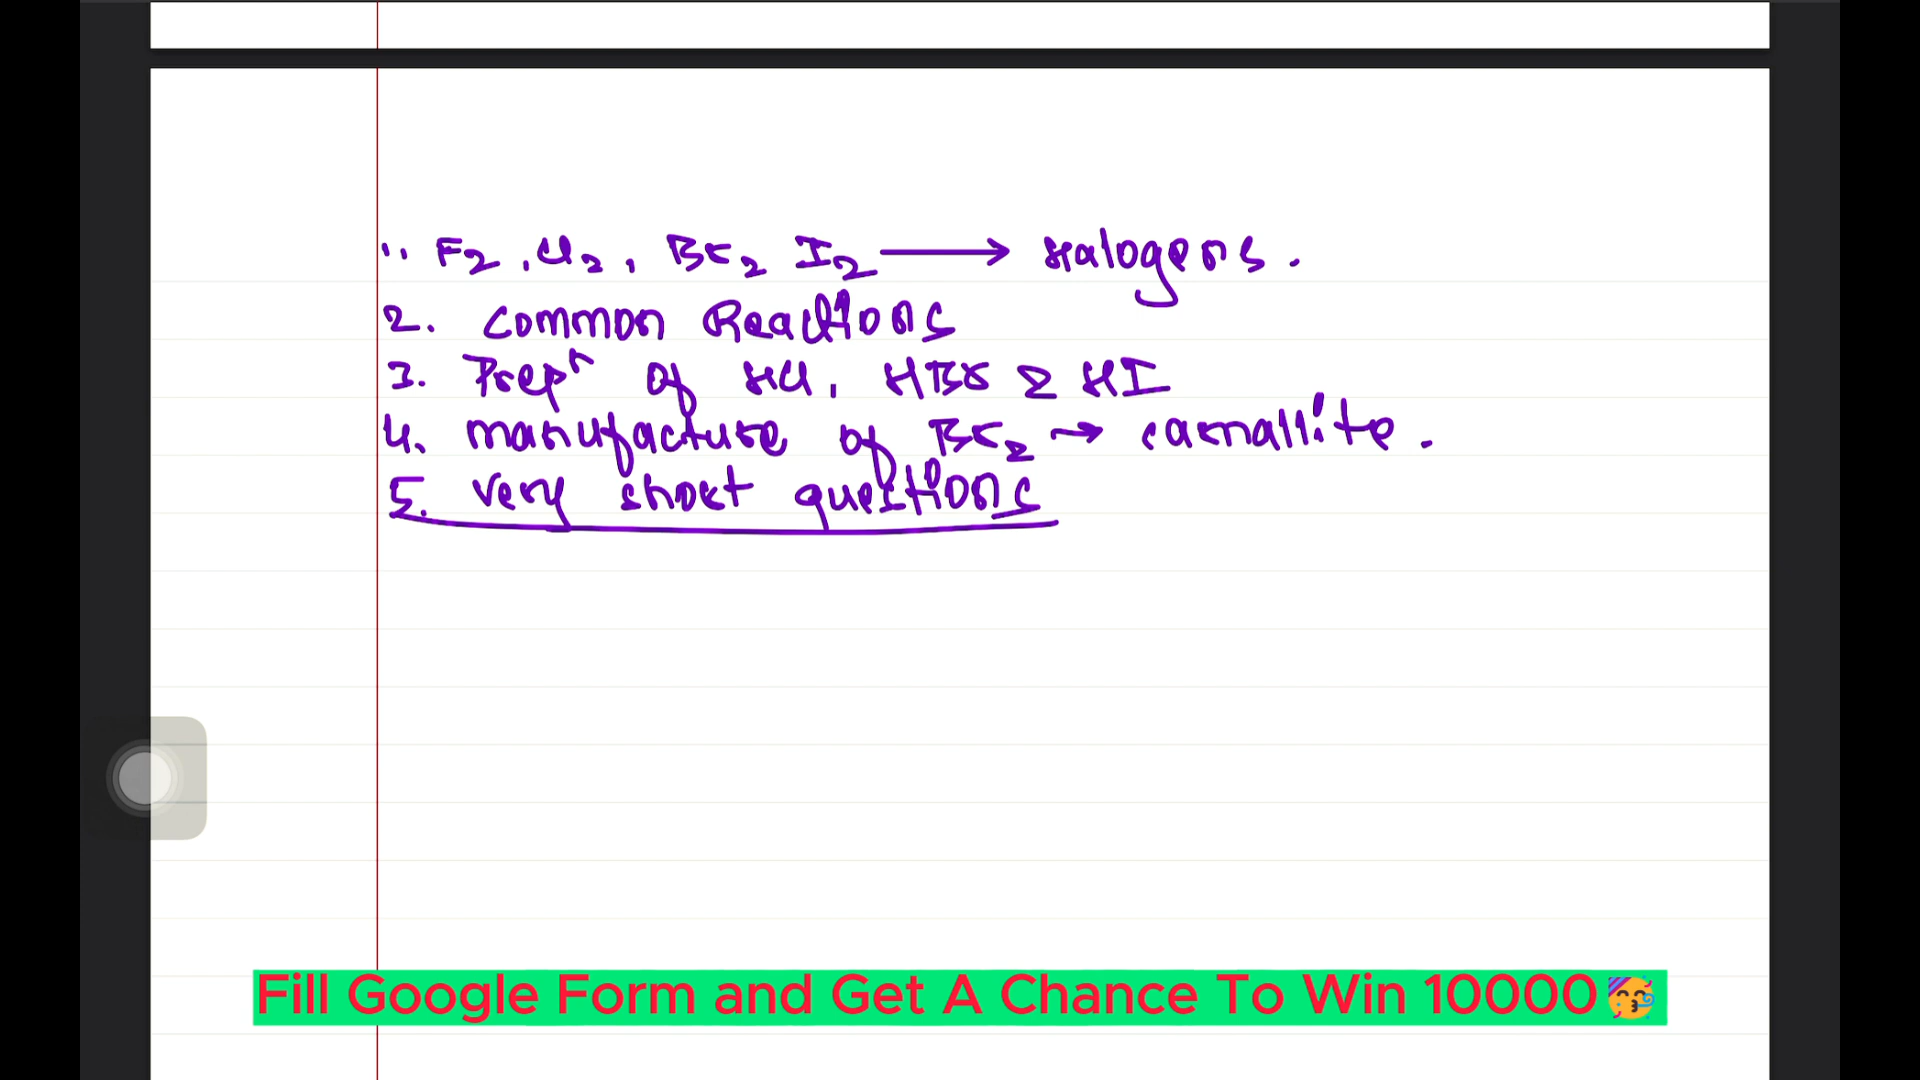 1. F₂, Cl₂, Br₂ I₂ → Halogens.
2. Common Reactions
3. Prepⁿ of HCl, HBr & HI
4. manufacture of Br₂ → carnallite.
5. very short questions
Fill Google Form and Get A Chance To Win 10000🥳